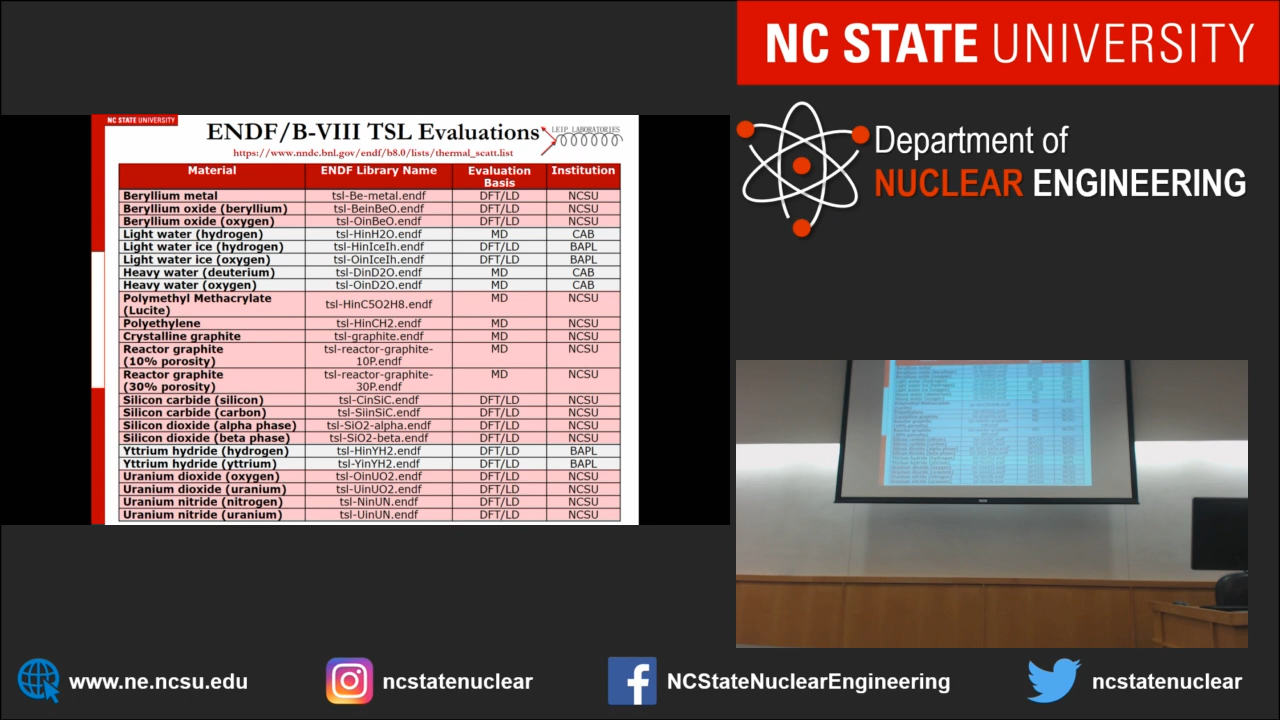 NC STATE UNIVERSITY
Department of
NUCLEAR ENGINEERING
NC STATE UNIVERSITY
ENDF/B-VIII TSL Evaluations
LEIP LABORATORIES
https://www.nndc.bnl.gov/endf/b8.0/lists/thermal_scatt.list
Material ENDF Library Name Evaluation Basis Institution
Beryllium metal tsl-Be-metal.endf DFT/LD NCSU
Beryllium oxide (beryllium) tsl-BeinBeO.endf DFT/LD NCSU
Beryllium oxide (oxygen) tsl-OinBeO.endf DFT/LD NCSU
Light water (hydrogen) tsl-HinH2O.endf MD CAB
Light water ice (hydrogen) tsl-HinIceIh.endf DFT/LD BAPL
Light water ice (oxygen) tsl-OinIceIh.endf DFT/LD BAPL
Heavy water (deuterium) tsl-DinD2O.endf MD CAB
Heavy water (oxygen) tsl-OinD2O.endf MD CAB
Polymethyl Methacrylate (Lucite) tsl-HinC5O2H8.endf MD NCSU
Polyethylene tsl-HinCH2.endf MD NCSU
Crystalline graphite tsl-graphite.endf MD NCSU
Reactor graphite (10% porosity) tsl-reactor-graphite-10P.endf MD NCSU
Reactor graphite (30% porosity) tsl-reactor-graphite-30P.endf MD NCSU
Silicon carbide (silicon) tsl-CinSiC.endf DFT/LD NCSU
Silicon carbide (carbon) tsl-SiinSiC.endf DFT/LD NCSU
Silicon dioxide (alpha phase) tsl-SiO2-alpha.endf DFT/LD NCSU
Silicon dioxide (beta phase) tsl-SiO2-beta.endf DFT/LD NCSU
Yttrium hydride (hydrogen) tsl-HinYH2.endf DFT/LD BAPL
Yttrium hydride (yttrium) tsl-YinYH2.endf DFT/LD BAPL
Uranium dioxide (oxygen) tsl-OinUO2.endf DFT/LD NCSU
Uranium dioxide (uranium) tsl-UinUO2.endf DFT/LD NCSU
Uranium nitride (nitrogen) tsl-NinUN.endf DFT/LD NCSU
Uranium nitride (uranium) tsl-UinUN.endf DFT/LD NCSU
www.ne.ncsu.edu
ncstatenuclear
NCStateNuclearEngineering
ncstatenuclear